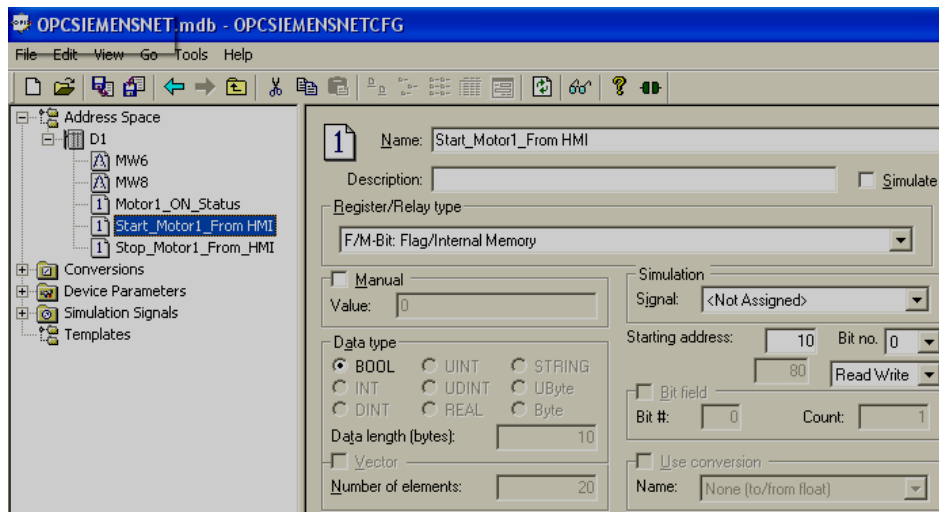 OPCSIEMENSNET.mdb - OPCSIEMENSNETCFG
File Edit View Go Tools Help
Address Space
D1
MW6
MW8
Motor1_ON_Status
Start_Motor1_From HMI
Stop_Motor1_From_HMI
Conversions
Device Parameters
Simulation Signals
Templates
Name: Start_Motor1_From HMI
Description: Simulate
Register/Relay type
F/M-Bit: Flag/Internal Memory
Manual
Value: 0
Simulation
Signal: <Not Assigned>
Data type
BOOL UINT STRING
INT UDINT UByte
DINT REAL Byte
Data length (bytes): 10
Vector
Number of elements: 20
Starting address: 10 Bit no. 0
80 Read Write
Bit field
Bit #: 0 Count: 1
Use conversion
Name: None (to/from float)